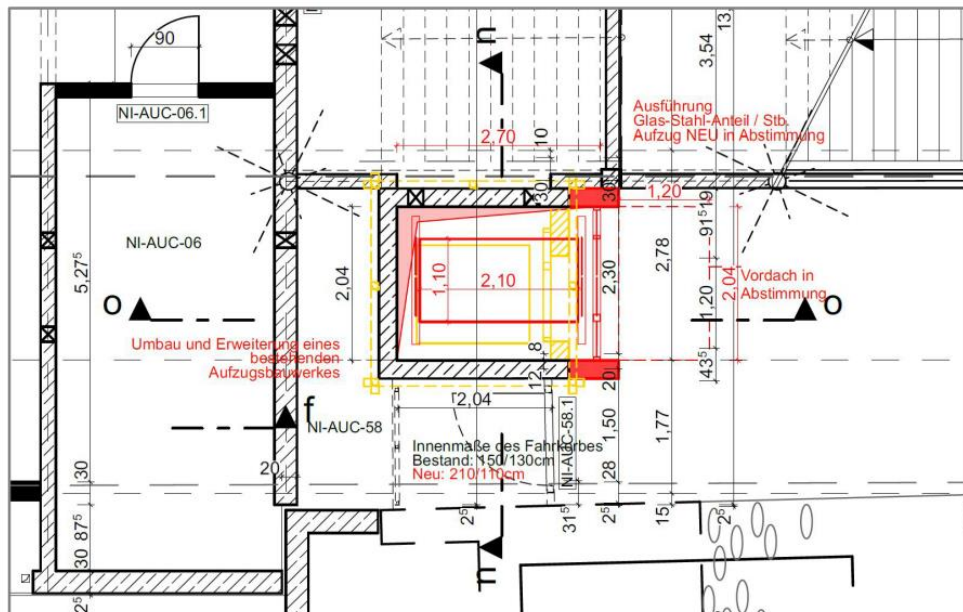 90
NI-AUC-06.1
n
3,54
13,
Ausführung
Glas-Stahl-Anteil / Stb.
Aufzug NEU in Abstimmung
2,70
10
30
30
1,20
19
91⁵
NI-AUC-06
5,27⁵
2,04
1,10
2,10
2,30
2,78
1,20
2,04
Vordach in
Abstimmung
o
o
Umbau und Erweiterung eines
bestehenden
Aufzugsbauwerkes
8
12
20
43⁵
f
NI-AUC-58
2,04
NI-AUC-58.1
1,50
1,77
Innenmaße des Fahrkorbes
Bestand: 150/130cm
Neu: 210/110cm
20
30
28
87⁵
30
2⁵
2⁵
31⁵
2⁵
15
2⁵
n